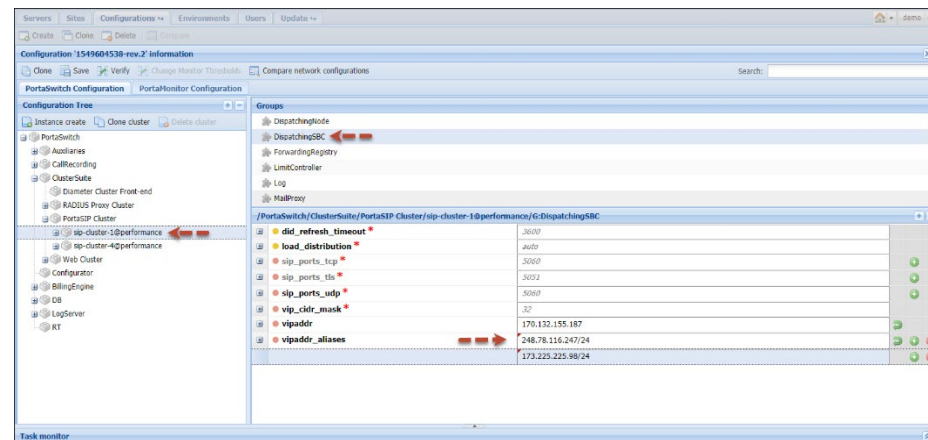 Servers Sites Configurations Environments Users Update
demo
Create Clone Delete Compare
Configuration '1549604538-rev.2' information
Clone Save Verify Change Monitor Thresholds Compare network configurations Search:
PortaSwitch Configuration PortaMonitor Configuration
Configuration Tree
Instance create Clone cluster Delete cluster
PortaSwitch
Auxiliaries
CallRecording
ClusterSuite
Diameter Cluster Front-end
RADIUS Proxy Cluster
PortaSIP Cluster
sip-cluster-1@performance
sip-cluster-4@performance
Web Cluster
Configurator
BillingEngine
DB
LogServer
RT
Groups
DispatchingNode
DispatchingSBC
ForwardingRegistry
LimitController
Log
MailProxy
/PortaSwitch/ClusterSuite/PortaSIP Cluster/sip-cluster-1@performance/G:DispatchingSBC
did_refresh_timeout * 3600
load_distribution * auto
sip_ports_tcp * 5060
sip_ports_tls * 5051
sip_ports_udp * 5060
vip_cidr_mask * 32
vipaddr 170.132.155.187
vipaddr_aliases 248.78.116.247/24
173.225.225.98/24
Task monitor